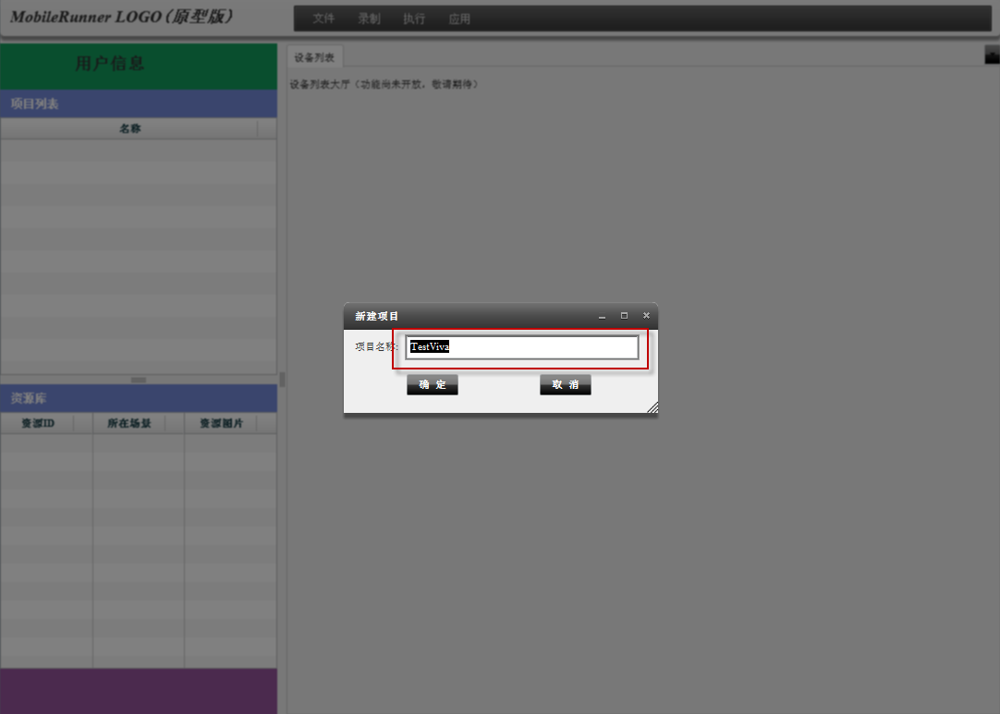 MobileRunner LOGO(原型版)
文件 录制 执行 应用
用户信息
设备列表
设备列表大厅（功能尚未开放，敬请期待）
项目列表
名称
新建项目
项目名称: TestViva
确 定 取 消
资源库
资源ID 所在场景 资源图片